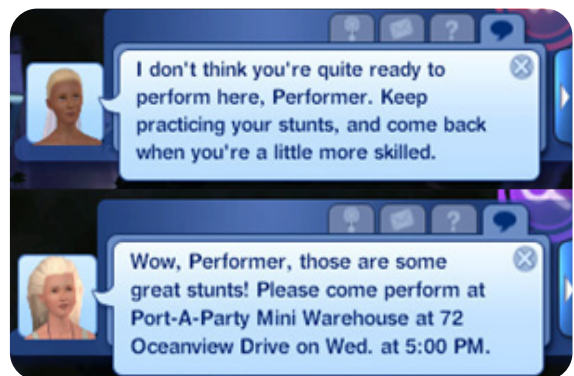 I don't think you're quite ready to
perform here, Performer. Keep
practicing your stunts, and come back
when you're a little more skilled.
Wow, Performer, those are some
great stunts! Please come perform at
Port-A-Party Mini Warehouse at 72
Oceanview Drive on Wed. at 5:00 PM.